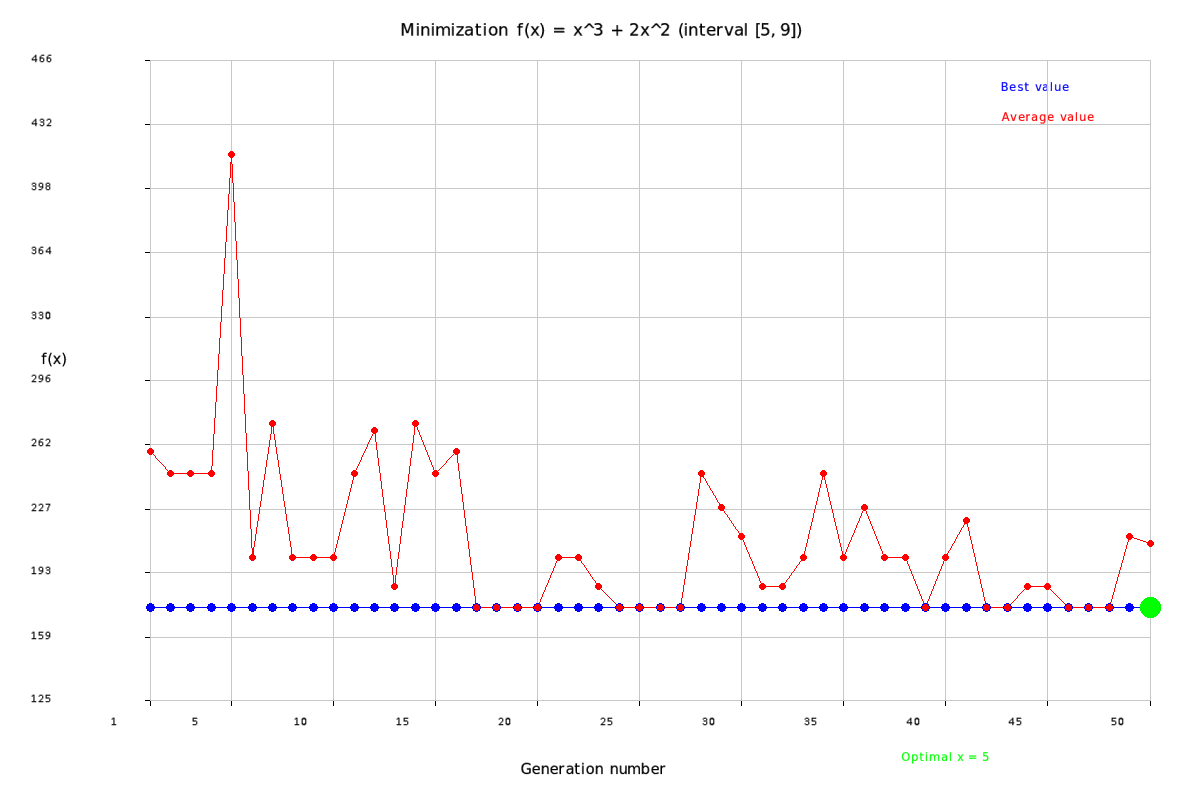 Minimization f(x) = x^3 + 2x^2 (interval [5, 9])
466
Best value
Average value
432
398
364
330
f(x)
296
262
227
193
159
125
1 5 10 15 20 25 30 35 40 45 50
Optimal x = 5
Generation number